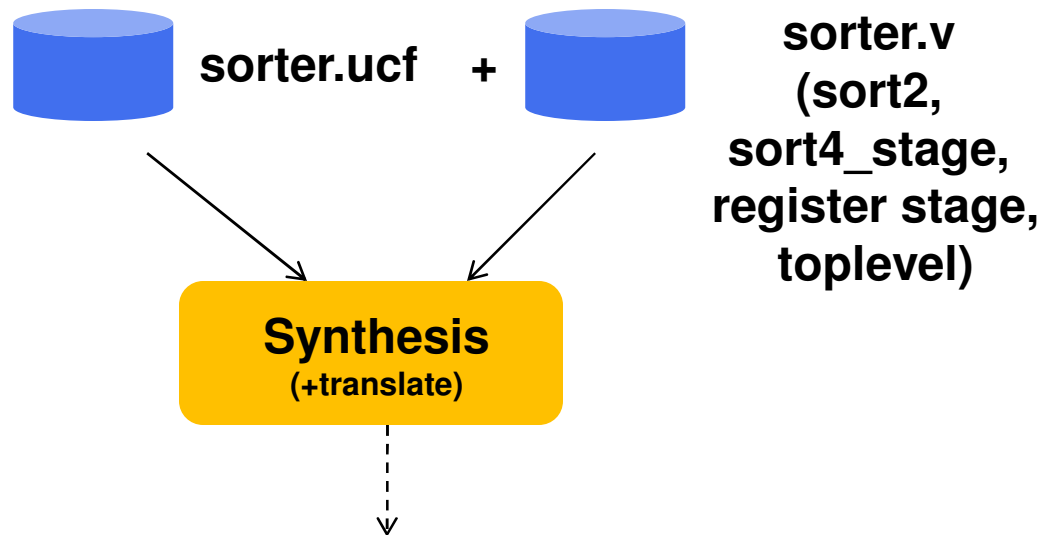 sorter.ucf +
sorter.v
(sort2,
sort4_stage,
register stage,
toplevel)
Synthesis
(+translate)